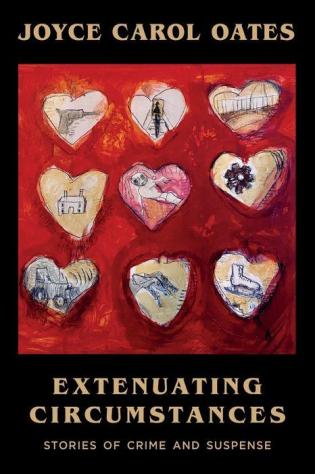 JOYCE CAROL OATES
EXTENUATING
CIRCUMSTANCES
STORIES OF CRIME AND SUSPENSE